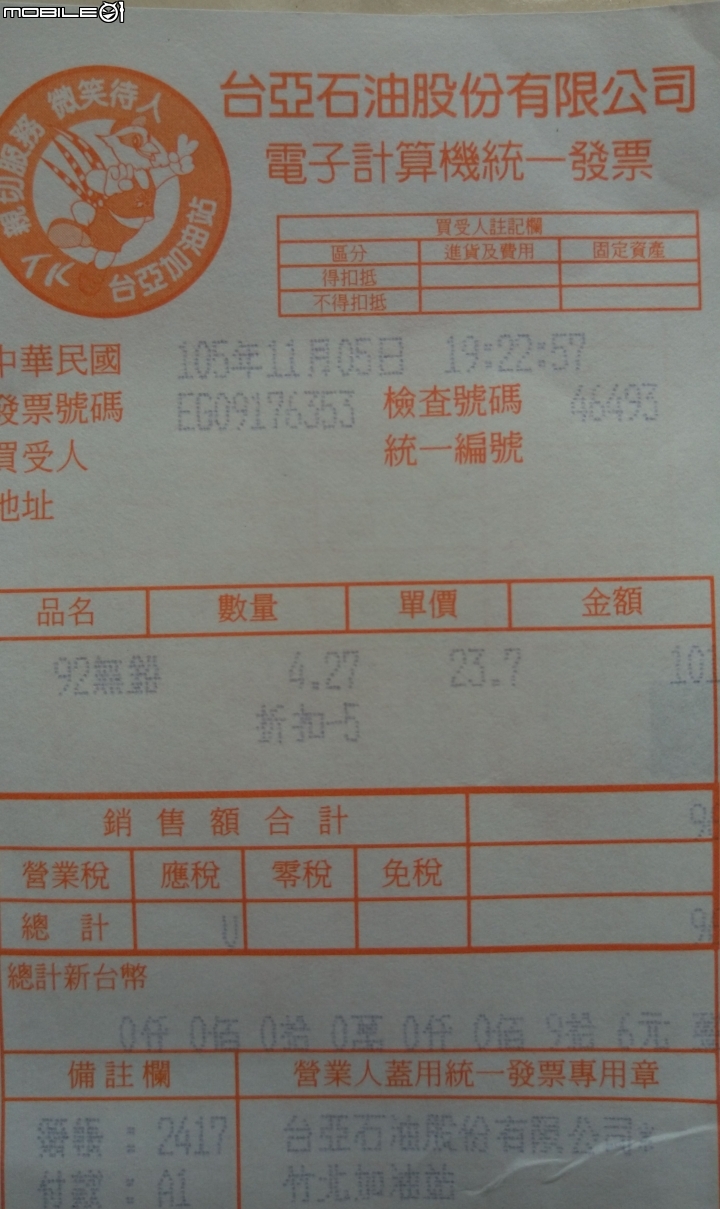 MOBILE01
親切服務 微笑待人
台亞加油站
台亞石油股份有限公司
電子計算機統一發票
買受人註記欄
區分 進貨及費用 固定資產
得扣抵
不得扣抵
中華民國 105年11月05日 19:22:57
發票號碼 EG09176353 檢查號碼 46493
買受人 統一編號
地址
品名 數量 單價 金額
92無鉛 4.27 23.7 101
折扣-5
銷售額合計 96
營業稅 應稅 零稅 免稅
總計 V 96
總計新台幣
0仟 0佰 0拾 0萬 0仟 0佰 9拾 6元
備註欄 營業人蓋用統一發票專用章
簽帳：2417 台亞石油股份有限公司*
付款：A1 竹北加油站